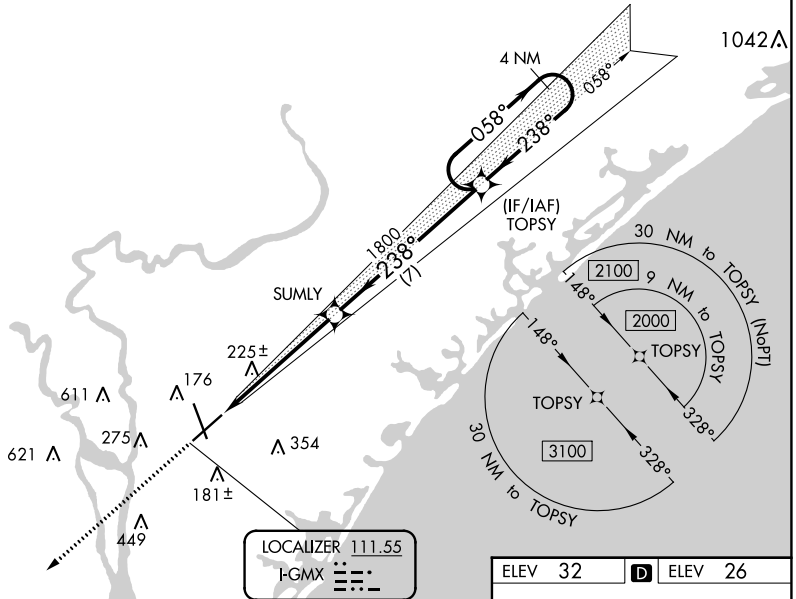 1042
4 NM
058°
058°
238°
(IF/IAF)
TOPSY
1800
238°
(7)
SUMLY
30 NM to TOPSY (NoPT)
2100
148°
9 NM to TOPSY
2000
TOPSY
328°
148°
TOPSY
3100
328°
30 NM to TOPSY
225±
176
611
275
621
354
181±
449
LOCALIZER 111.55
I-GMX
ELEV 32
D
ELEV 26